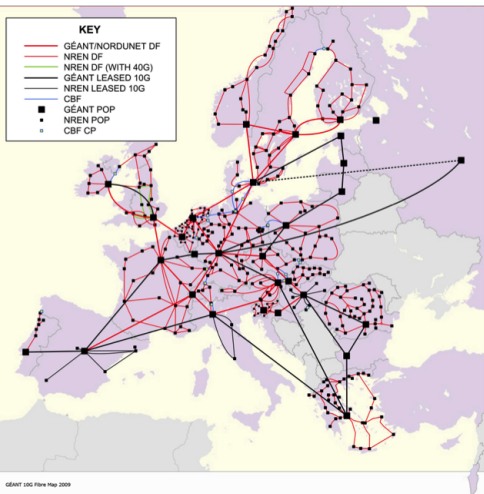 KEY
GÉANT/NORDUNET DF
NREN DF
NREN DF (WITH 40G)
GÉANT LEASED 10G
NREN LEASED 10G
CBF
GÉANT POP
NREN POP
CBF CP
GÉANT 10G Fibre Map 2009